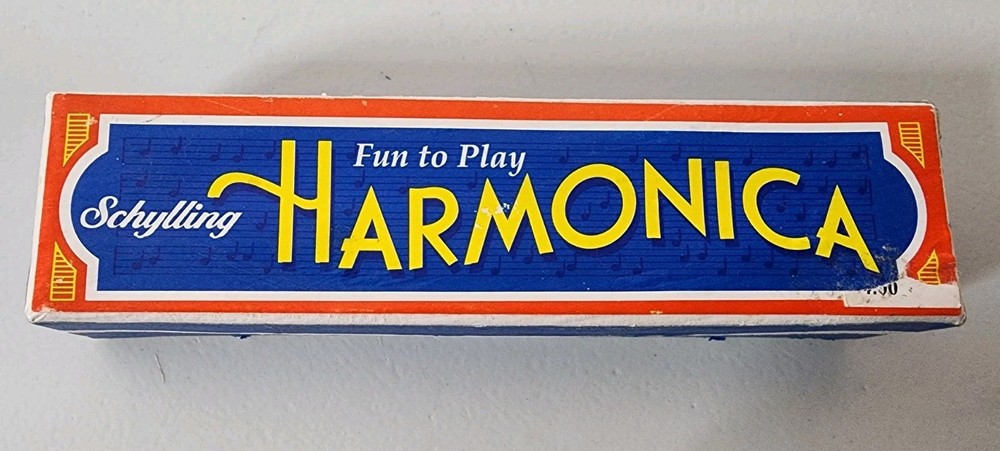 Fun to Play
Schylling
HARMONICA